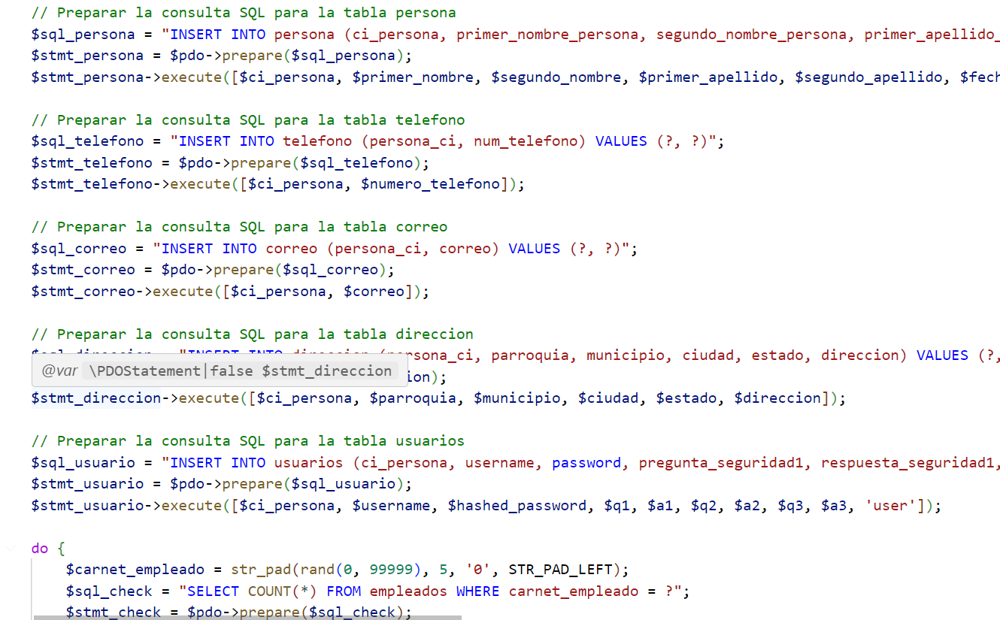 // Preparar la consulta SQL para la tabla persona
$sql_persona = "INSERT INTO persona (ci_persona, primer_nombre_persona, segundo_nombre_persona, primer_apellido_
$stmt_persona = $pdo->prepare($sql_persona);
$stmt_persona->execute([$ci_persona, $primer_nombre, $segundo_nombre, $primer_apellido, $segundo_apellido, $fech
// Preparar la consulta SQL para la tabla telefono
$sql_telefono = "INSERT INTO telefono (persona_ci, num_telefono) VALUES (?, ?)";
$stmt_telefono = $pdo->prepare($sql_telefono);
$stmt_telefono->execute([$ci_persona, $numero_telefono]);
// Preparar la consulta SQL para la tabla correo
$sql_correo = "INSERT INTO correo (persona_ci, correo) VALUES (?, ?)";
$stmt_correo = $pdo->prepare($sql_correo);
$stmt_correo->execute([$ci_persona, $correo]);
// Preparar la consulta SQL para la tabla direccion
$sql_direccion = "INSERT INTO direccion (persona_ci, parroquia, municipio, ciudad, estado, direccion) VALUES (?,
@var \PDOStatement|false $stmt_direccion
ion);
$stmt_direccion->execute([$ci_persona, $parroquia, $municipio, $ciudad, $estado, $direccion]);
// Preparar la consulta SQL para la tabla usuarios
$sql_usuario = "INSERT INTO usuarios (ci_persona, username, password, pregunta_seguridad1, respuesta_seguridad1,
$stmt_usuario = $pdo->prepare($sql_usuario);
$stmt_usuario->execute([$ci_persona, $username, $hashed_password, $q1, $a1, $q2, $a2, $q3, $a3, 'user']);
do {
$carnet_empleado = str_pad(rand(0, 99999), 5, '0', STR_PAD_LEFT);
$sql_check = "SELECT COUNT(*) FROM empleados WHERE carnet_empleado = ?";
$stmt_check = $pdo->prepare($sql_check);